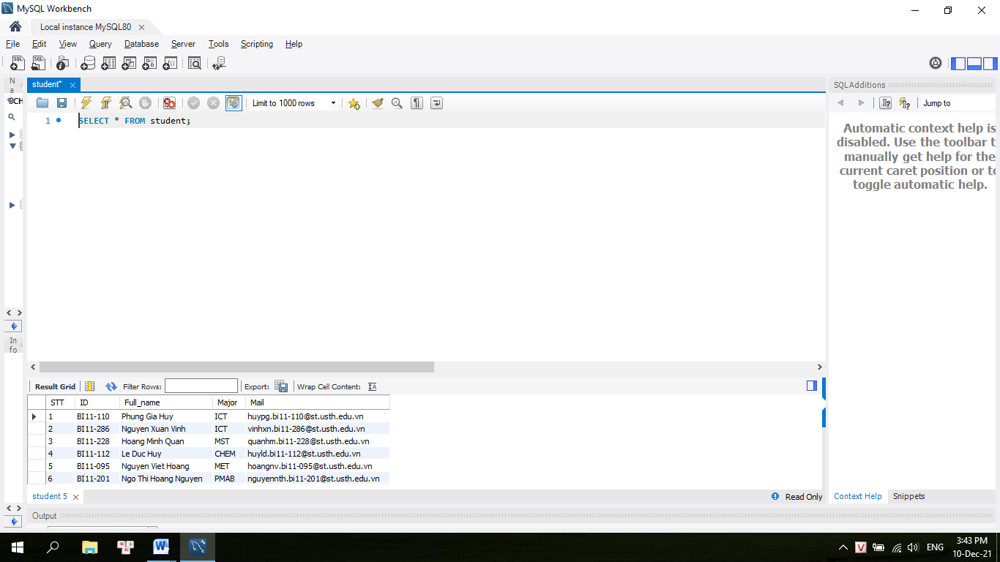 MySQL Workbench
Local instance MySQL80
File Edit View Query Database Server Tools Scripting Help
Na
SCH
student*
Limit to 1000 rows
1 SELECT * FROM student;
SQLAdditions
Jump to
Automatic context help is
disabled. Use the toolbar t
manually get help for the
current caret position or to
toggle automatic help.
Info
Result Grid Filter Rows: Export: Wrap Cell Content:
STT ID Full_name Major Mail
1 BI11-110 Phung Gia Huy ICT huypg.bi11-110@st.usth.edu.vn
2 BI11-286 Nguyen Xuan Vinh ICT vinhxn.bi11-286@st.usth.edu.vn
3 BI11-228 Hoang Minh Quan MST quanhm.bi11-228@st.usth.edu.vn
4 BI11-112 Le Duc Huy CHEM huyld.bi11-112@st.usth.edu.vn
5 BI11-095 Nguyen Viet Hoang MET hoangnv.bi11-095@st.usth.edu.vn
6 BI11-201 Ngo Thi Hoang Nguyen PMAB nguyennth.bi11-201@st.usth.edu.vn
student 5
Read Only
Context Help Snippets
Output
ENG
3:43 PM
10-Dec-21